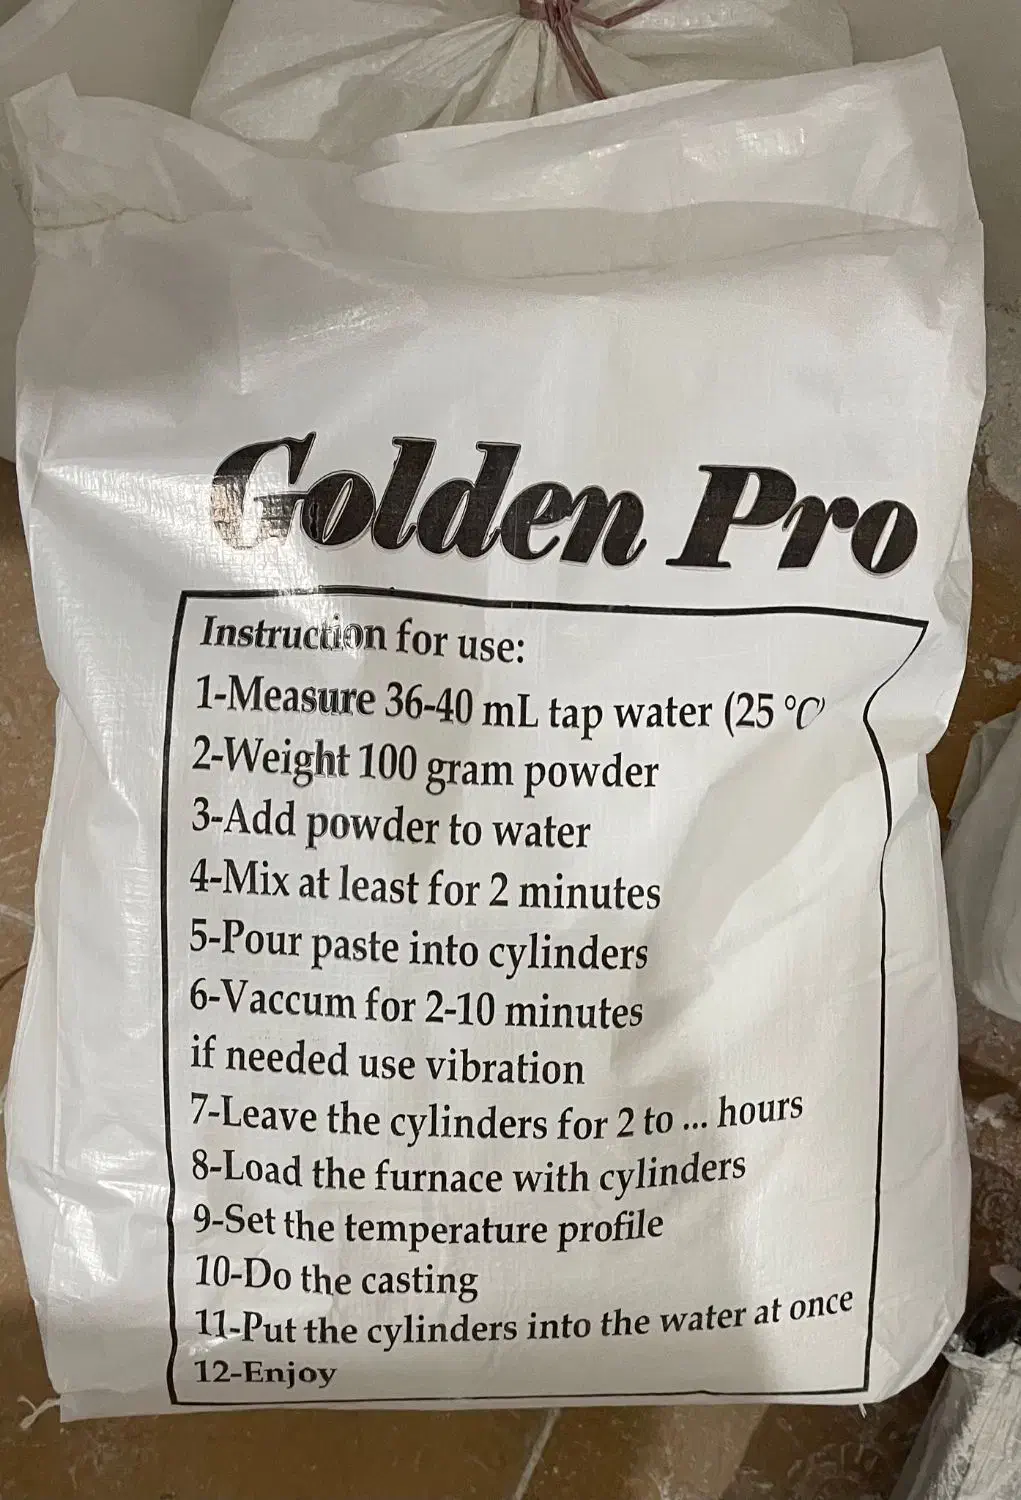 Golden Pro
Instruction for use:
1-Measure 36-40 mL tap water (25 °C
2-Weight 100 gram powder
3-Add powder to water
4-Mix at least for 2 minutes
5-Pour paste into cylinders
6-Vaccum for 2-10 minutes
if needed use vibration
7-Leave the cylinders for 2 to ... hours
8-Load the furnace with cylinders
9-Set the temperature profile
10-Do the casting
11-Put the cylinders into the water at once
12-Enjoy